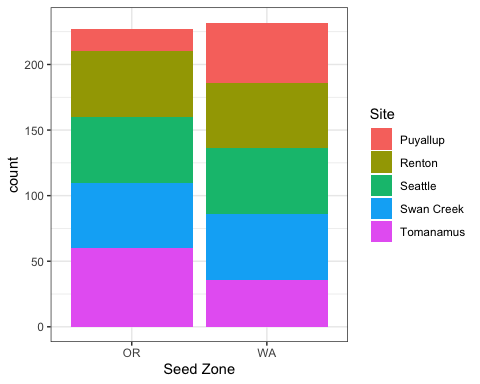 200
150
100
50
0
count
OR WA
Seed Zone
Site
Puyallup
Renton
Seattle
Swan Creek
Tomanamus